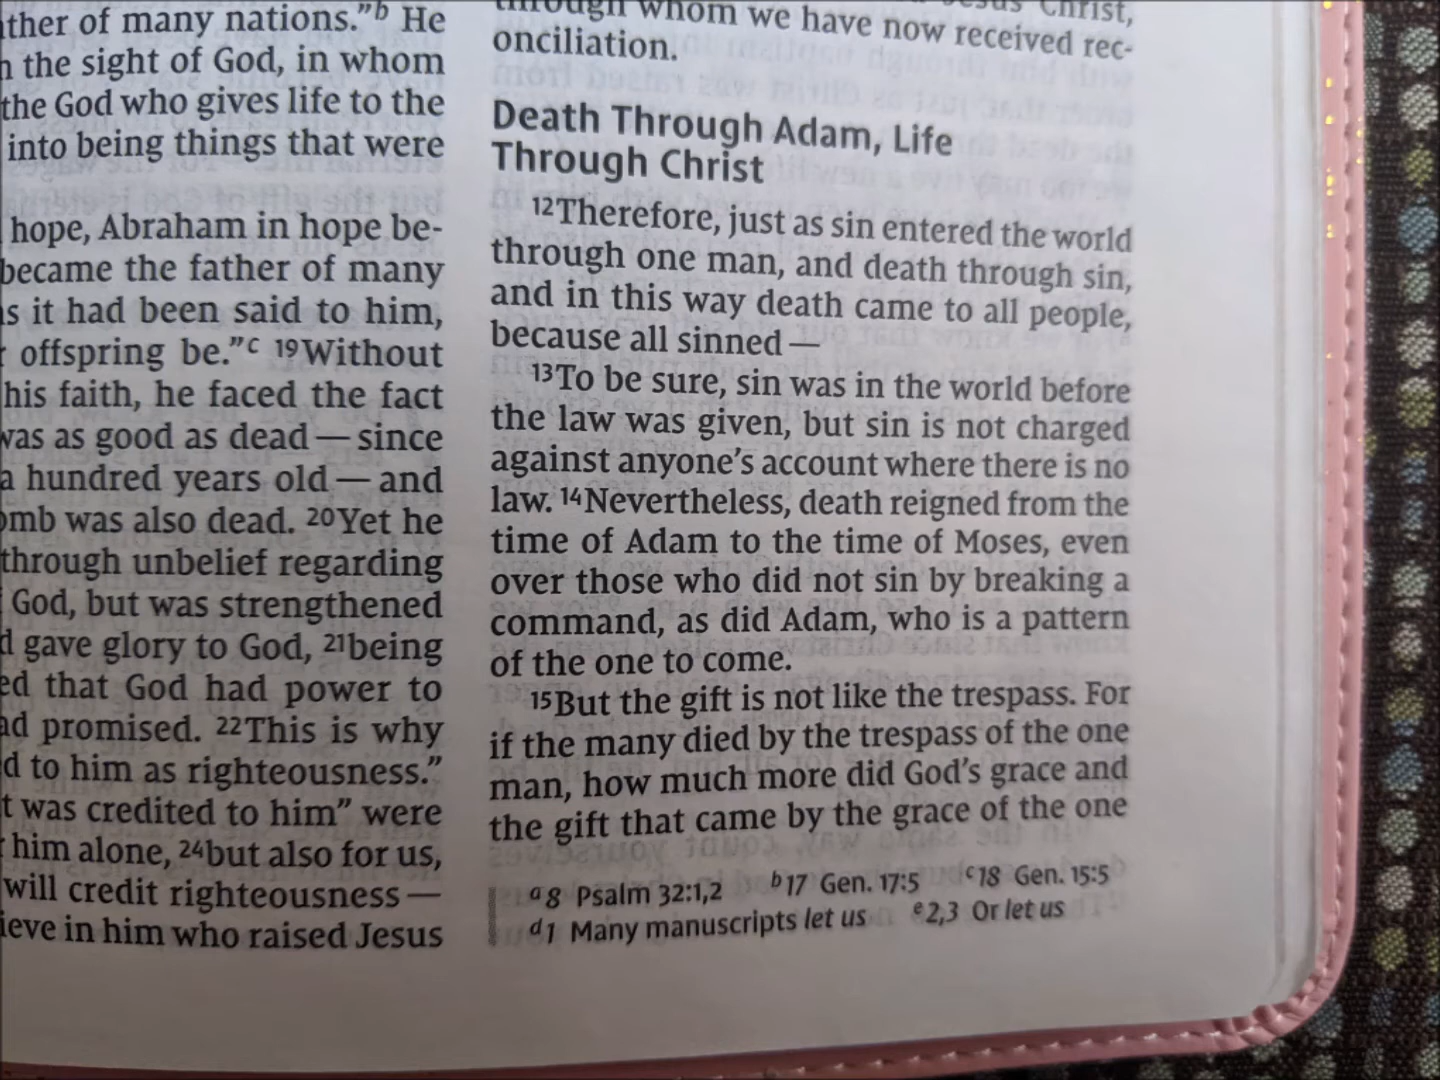 of many nations."b He
the sight of God, in whom
the God who gives life to the
into being things that were
hope, Abraham in hope be-
became the father of many
it had been said to him,
offspring be."c 19Without
his faith, he faced the fact
was as good as dead — since
a hundred years old — and
was also dead. 20Yet he
through unbelief regarding
God, but was strengthened
gave glory to God, 21being
that God had power to
promised. 22This is why
to him as righteousness."
was credited to him" were
him alone, 24but also for us,
will credit righteousness —
in him who raised Jesus
through whom we have now received rec-
onciliation.
Death Through Adam, Life
Through Christ
12Therefore, just as sin entered the world
through one man, and death through sin,
and in this way death came to all people,
because all sinned —
13To be sure, sin was in the world before
the law was given, but sin is not charged
against anyone's account where there is no
law. 14Nevertheless, death reigned from the
time of Adam to the time of Moses, even
over those who did not sin by breaking a
command, as did Adam, who is a pattern
of the one to come.
15But the gift is not like the trespass. For
if the many died by the trespass of the one
man, how much more did God's grace and
the gift that came by the grace of the one
a8 Psalm 32:1,2 b17 Gen. 17:5 c18 Gen. 15:5
d1 Many manuscripts let us e2,3 Or let us